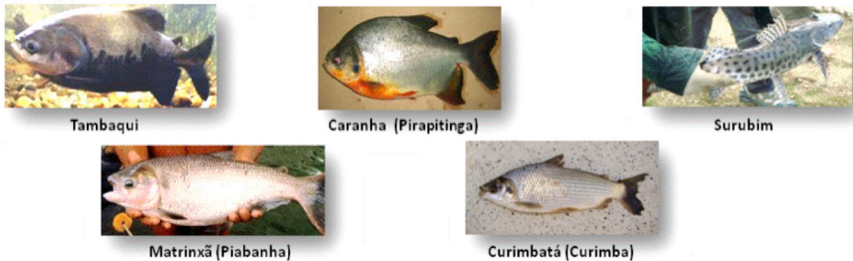 Tambaqui
Caranha (Pirapitinga)
Surubim
Matrinxã (Piabanha)
Curimbatá (Curimba)